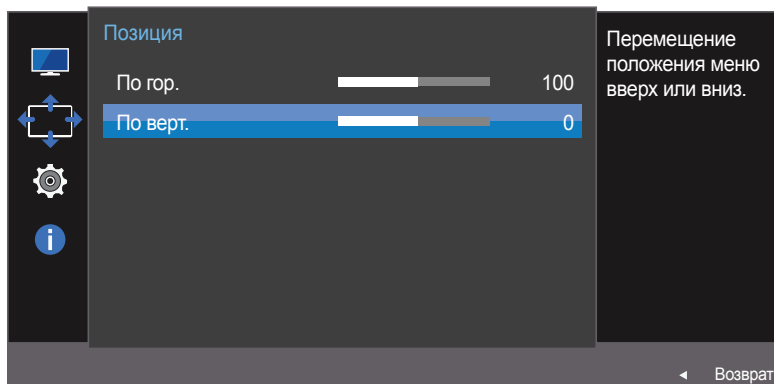 Позиция
По гор. 100
По верт. 0
Перемещение
положения меню
вверх или вниз.
Возврат